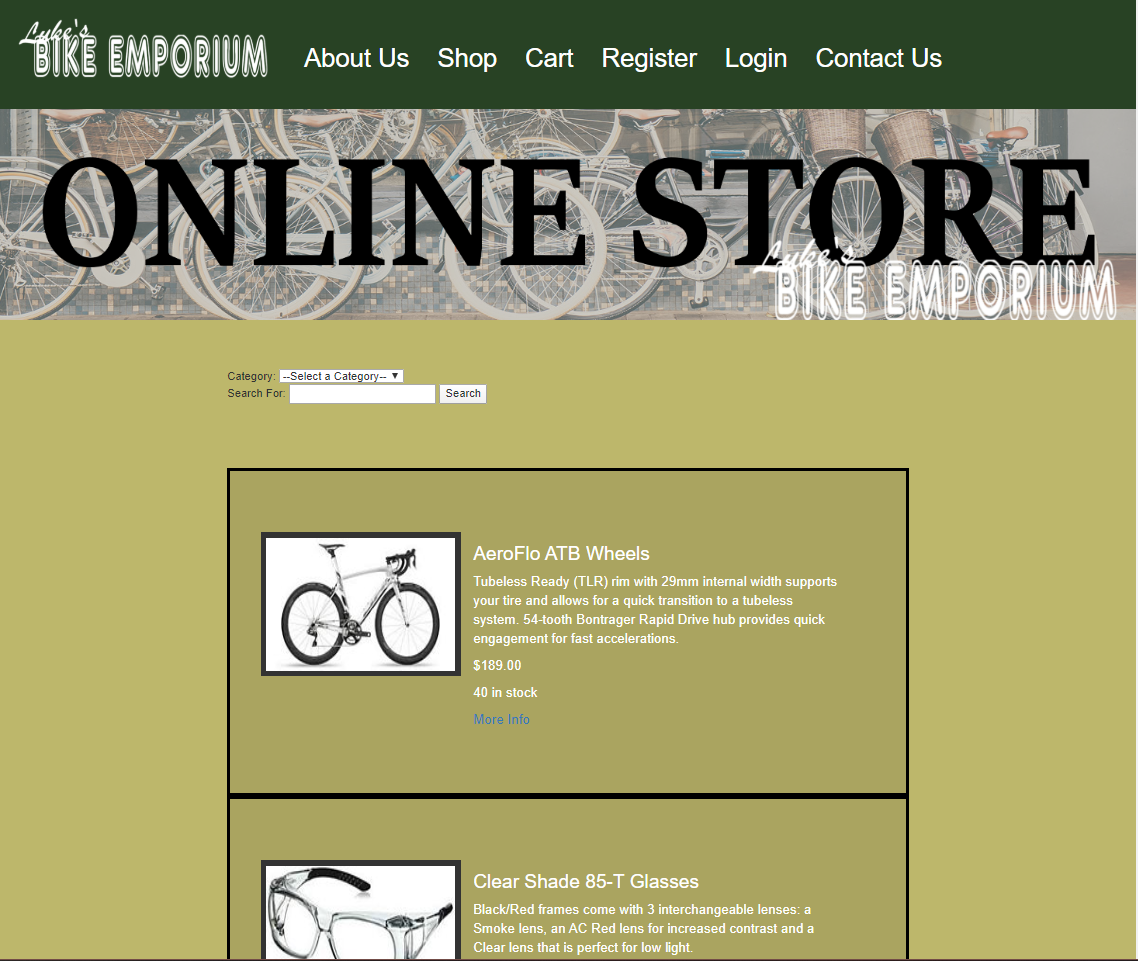 Lyke's
BIKE EMPORIUM
About Us Shop Cart Register Login Contact Us
ONLINE STORE
Lyke's
BIKE EMPORIUM
Category: --Select a Category-- ▼
Search For: Search
AeroFlo ATB Wheels
Tubeless Ready (TLR) rim with 29mm internal width supports
your tire and allows for a quick transition to a tubeless
system. 54-tooth Bontrager Rapid Drive hub provides quick
engagement for fast accelerations.
$189.00
40 in stock
More Info
Clear Shade 85-T Glasses
Black/Red frames come with 3 interchangeable lenses: a
Smoke lens, an AC Red lens for increased contrast and a
Clear lens that is perfect for low light.